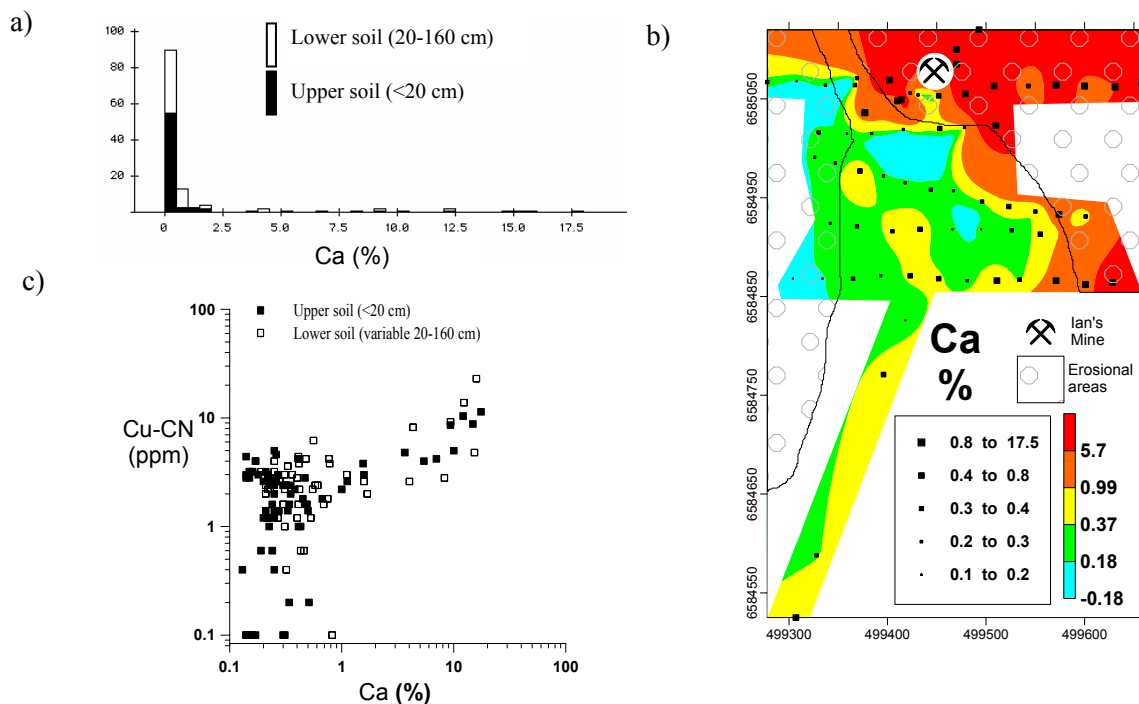 a)
100
80
60
40
20
Lower soil (20-160 cm)
Upper soil (<20 cm)
0 2.5 5.0 7.5 10.0 12.5 15.0 17.5
Ca (%)
b)
6585050
6584950
6584850
6584750
6584650
6584550
499300 499400 499500 499600
Ca
%
Ian's
Mine
Erosional
areas
0.8 to 17.5
0.4 to 0.8
0.3 to 0.4
0.2 to 0.3
0.1 to 0.2
5.7
0.99
0.37
0.18
-0.18
c)
Upper soil (<20 cm)
Lower soil (variable 20-160 cm)
Cu-CN
(ppm)
100
10
1
0.1
0.1 1 10 100
Ca (%)